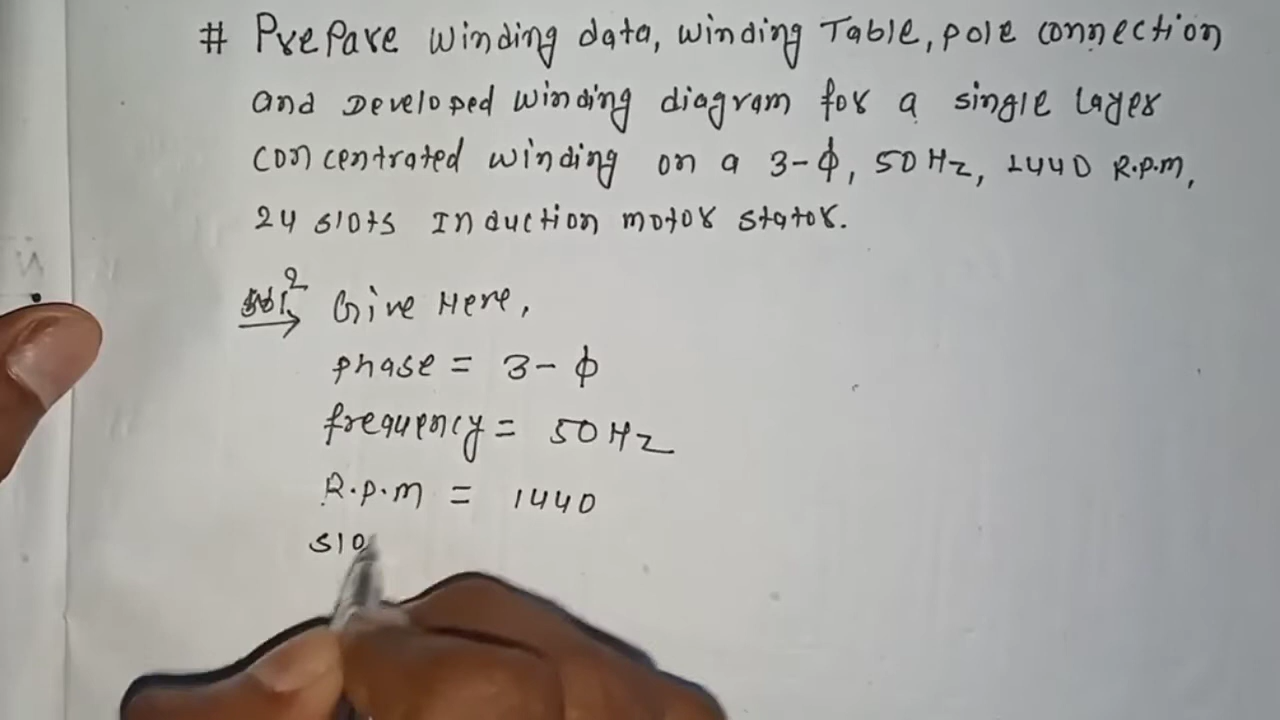 # Prepare winding data, winding Table, pole connection
and Developed winding diagram for a single layer
concentrated winding on a 3-ϕ, 50Hz, 1440 R.p.m,
24 slots Induction motor stator.
Give Here,
phase = 3-ϕ
frequency = 50Hz
R.p.m = 1440
slo